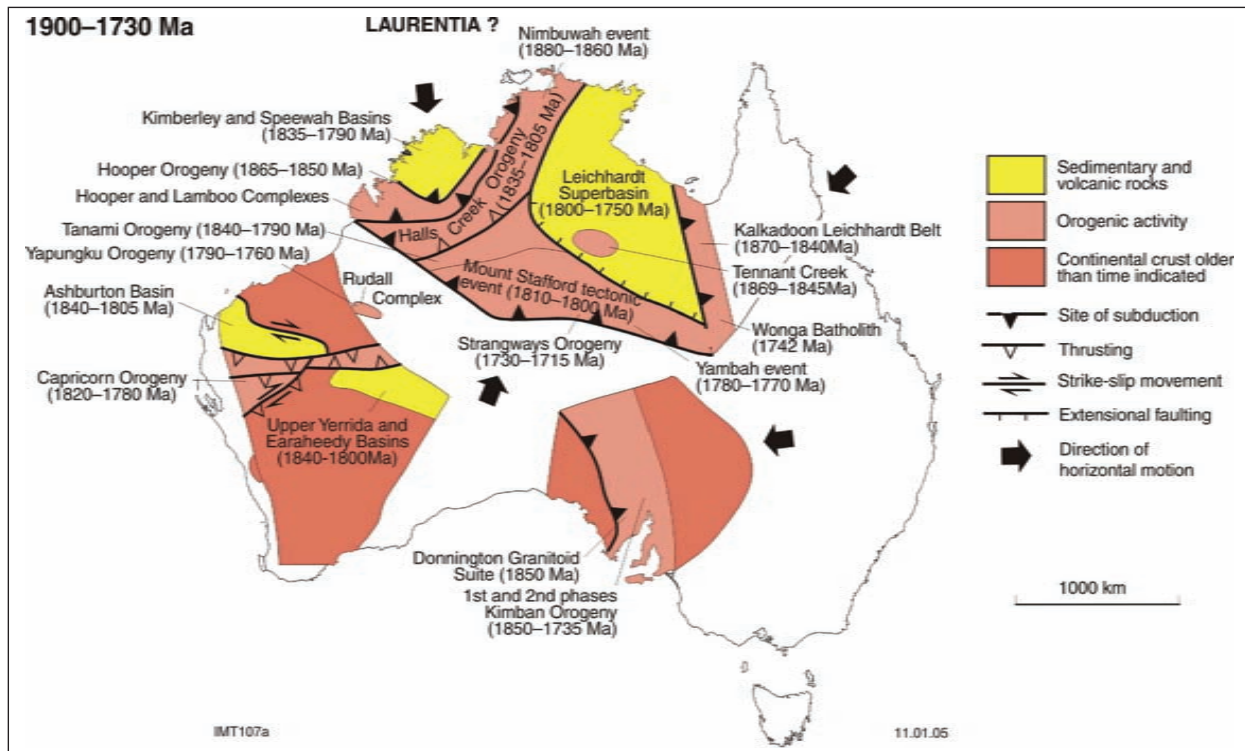 1900–1730 Ma
LAURENTIA ?
Nimbuwah event
(1880–1860 Ma)
Kimberley and Speewah Basins
(1835–1790 Ma)
Hooper Orogeny (1865–1850 Ma)
Hooper and Lamboo Complexes
Halls Creek Orogeny
(1835–1805 Ma)
Tanami Orogeny (1840–1790 Ma)
Yapungku Orogeny (1790–1760 Ma)
Rudall
Complex
Ashburton Basin
(1840–1805 Ma)
Capricorn Orogeny
(1820–1780 Ma)
Upper Yerrida and
Earaheedy Basins
(1840-1800Ma)
Leichhardt
Superbasin
(1800–1750 Ma)
Mount Stafford tectonic
event (1810–1800 Ma)
Strangways Orogeny
(1730–1715 Ma)
Kalkadoon Leichhardt Belt
(1870–1840Ma)
Tennant Creek
(1869–1845Ma)
Wonga Batholith
(1742 Ma)
Yambah event
(1780–1770 Ma)
Donnington Granitoid
Suite (1850 Ma)
1st and 2nd phases
Kimban Orogeny
(1850–1735 Ma)
Sedimentary and
volcanic rocks
Orogenic activity
Continental crust older
than time indicated
Site of subduction
Thrusting
Strike-slip movement
Extensional faulting
Direction of
horizontal motion
1000 km
IMT107a
11.01.05